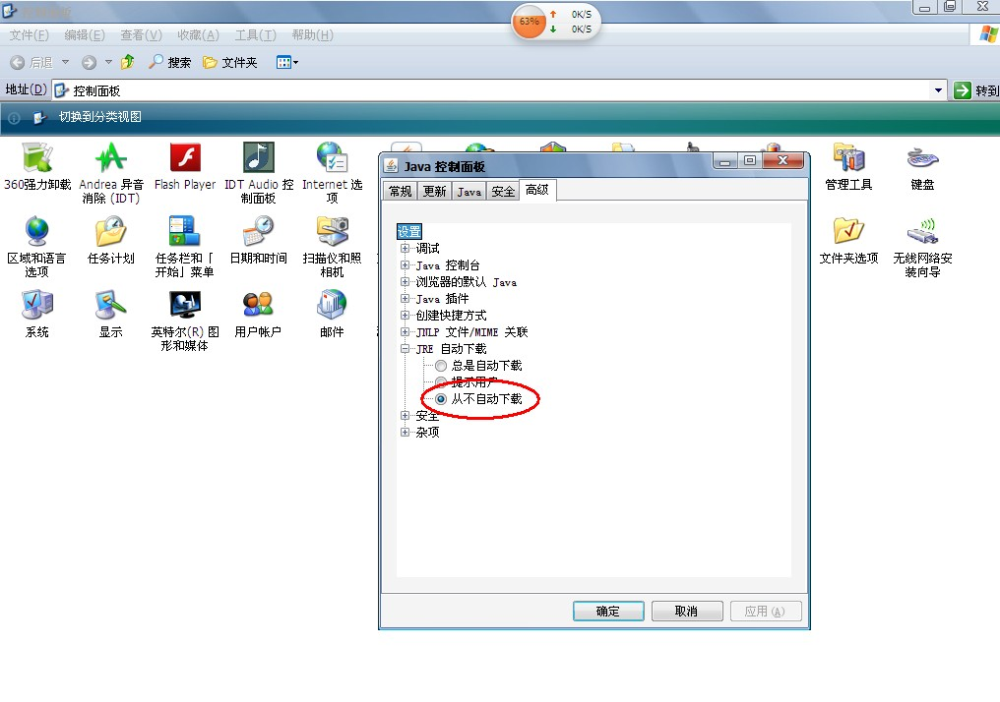 63%
0K/S
0K/S
文件(F) 编辑(E) 查看(V) 收藏(A) 工具(T) 帮助(H)
后退 搜索 文件夹
地址(D) 控制面板 转到
切换到分类视图
360强力卸载
Andrea 异音
消除 (IDT)
Flash Player
IDT Audio 控
制面板
Internet 选
项
管理工具
键盘
区域和语言
选项
任务计划
任务栏和「
开始」菜单
日期和时间
扫描仪和照
相机
文件夹选项
无线网络安
装向导
系统
显示
英特尔(R) 图
形和媒体
用户帐户
邮件
Java 控制面板
常规 更新 Java 安全 高级
设置
调试
Java 控制台
浏览器的默认 Java
Java 插件
创建快捷方式
JNLP 文件/MIME 关联
JRE 自动下载
总是自动下载
提示用户
从不自动下载
安全
杂项
确定 取消 应用 (A)